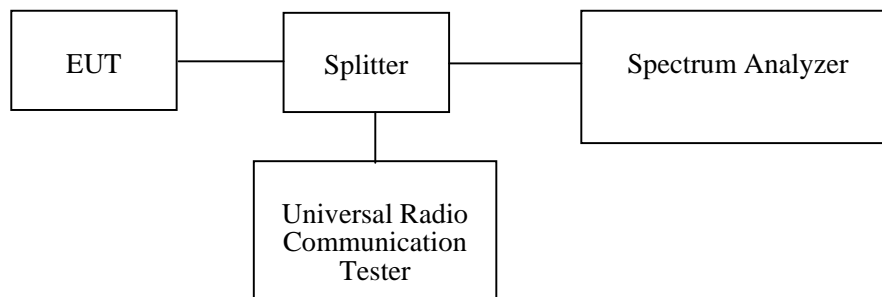 EUT
Splitter
Spectrum Analyzer
Universal Radio
Communication
Tester